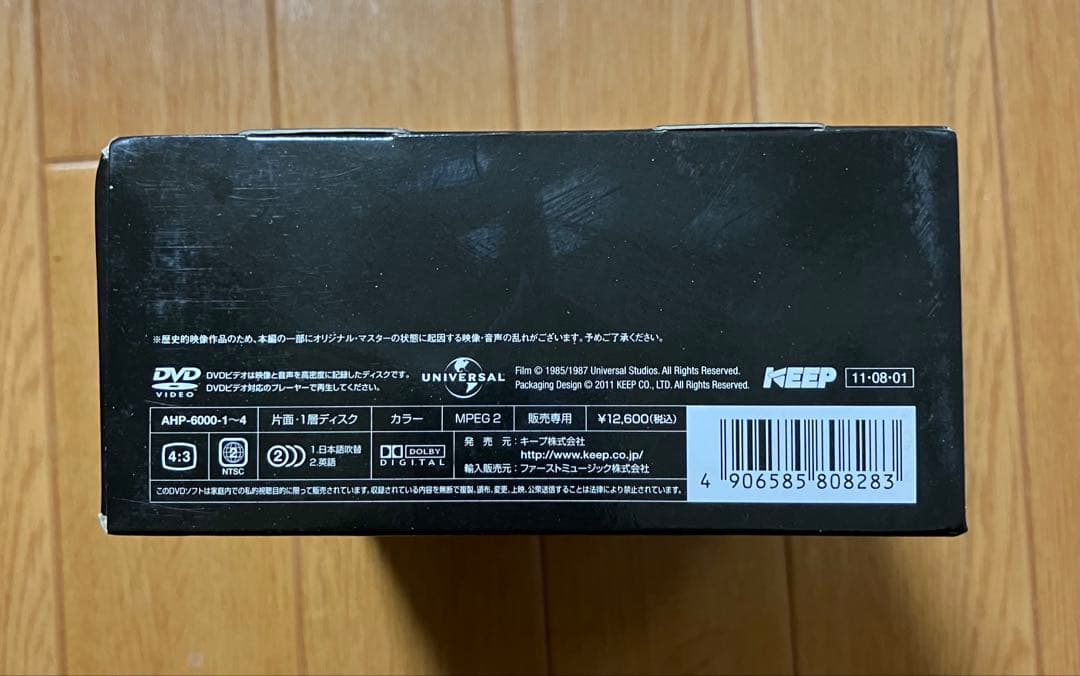 ※歴史的映像作品のため、本編の一部にオリジナル・マスターの状態に起因する映像・音声の乱れがございます。予めご了承ください。
DVD VIDEO
DVDビデオは映像と音声を高密度に記録したディスクです。
DVDビデオ対応のプレーヤーで再生してください。
UNIVERSAL
Film © 1985/1987 Universal Studios. All Rights Reserved.
Packaging Design © 2011 KEEP CO., LTD. All Rights Reserved.
KEEP
11·08·01
AHP-6000-1〜4 片面・1層ディスク カラー MPEG 2 販売専用 ¥12,600(税込)
4:3
2 NTSC
2 1.日本語吹替
2.英語
DOLBY DIGITAL
発売元:キープ株式会社
http://www.keep.co.jp/
輸入販売元:ファーストミュージック株式会社
このDVDソフトは家庭内での私的視聴目的に限って販売されています。収録されている内容を無断で複製、頒布、変更、上映、公衆送信することは法律により禁止されています。
4 906585 808283